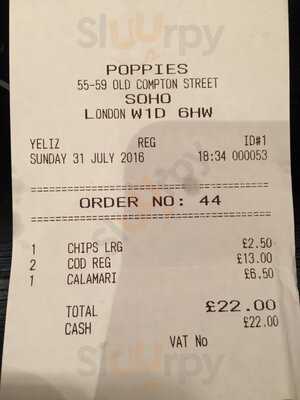 Sluurpy
POPPIES
55-59 OLD COMPTON STREET
SOHO
LONDON W1D 6HW
YELIZ REG ID#1
SUNDAY 31 JULY 2016 18:34 000053
ORDER NO: 44
1 CHIPS LRG £2.50
2 COD REG £13.00
1 CALAMARI £6.50
TOTAL £22.00
CASH £22.00
VAT No
Sluurpy